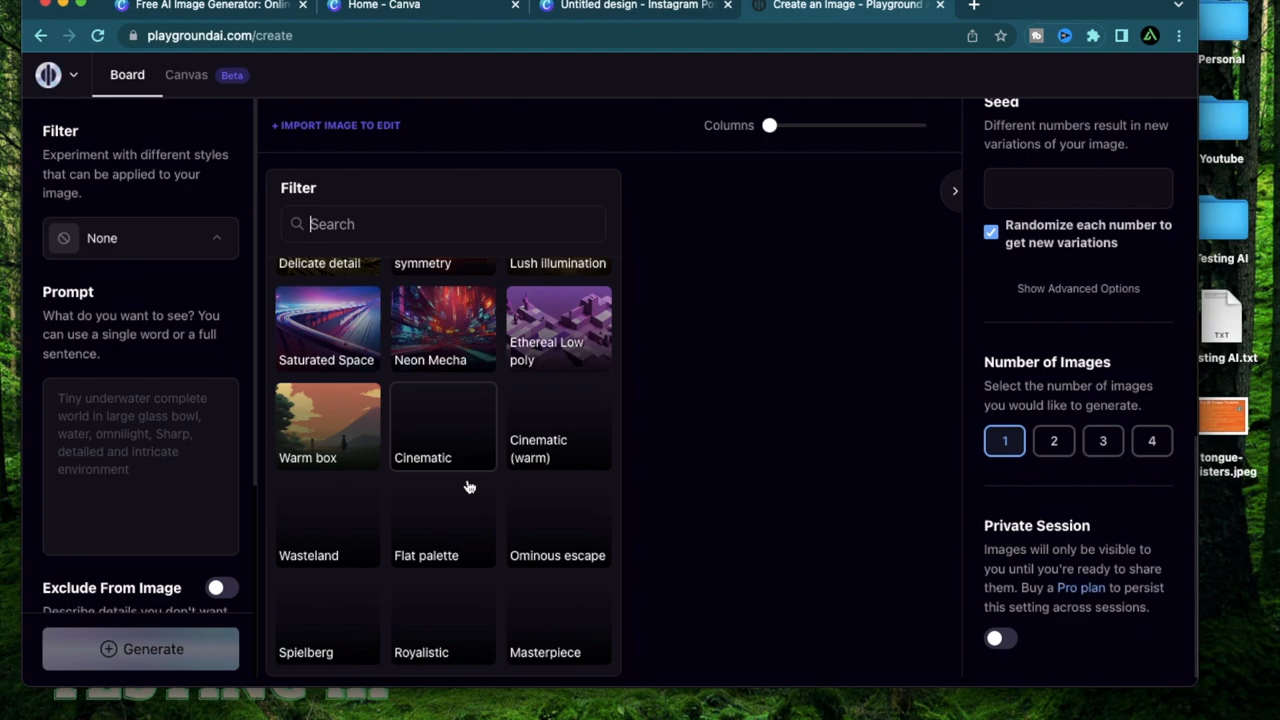 Free AI Image Generator: Onlin
Home - Canva
Untitled design - Instagram Po
Create an Image - Playground
playgroundai.com/create
Personal
Board
Canvas
Beta
Filter
Experiment with different styles
that can be applied to your
image.
None
Prompt
What do you want to see? You
can use a single word or a full
sentence.
Tiny underwater complete
world in large glass bowl,
water, omnilight, Sharp,
detailed and intricate
environment
Exclude From Image
Describe details you don't want
Generate
+ IMPORT IMAGE TO EDIT
Columns
Filter
Search
Delicate detail
symmetry
Lush illumination
Saturated Space
Neon Mecha
Ethereal Low
poly
Warm box
Cinematic
Cinematic
(warm)
Wasteland
Flat palette
Ominous escape
Spielberg
Royalistic
Masterpiece
Seed
Different numbers result in new
variations of your image.
Randomize each number to
get new variations
Show Advanced Options
Number of Images
Select the number of images
you would like to generate.
1
2
3
4
Private Session
Images will only be visible to
you until you're ready to share
them. Buy a Pro plan to persist
this setting across sessions.
Youtube
esting AI
TXT
sting AI.txt
tongue-
isters.jpeg
TESTING AI